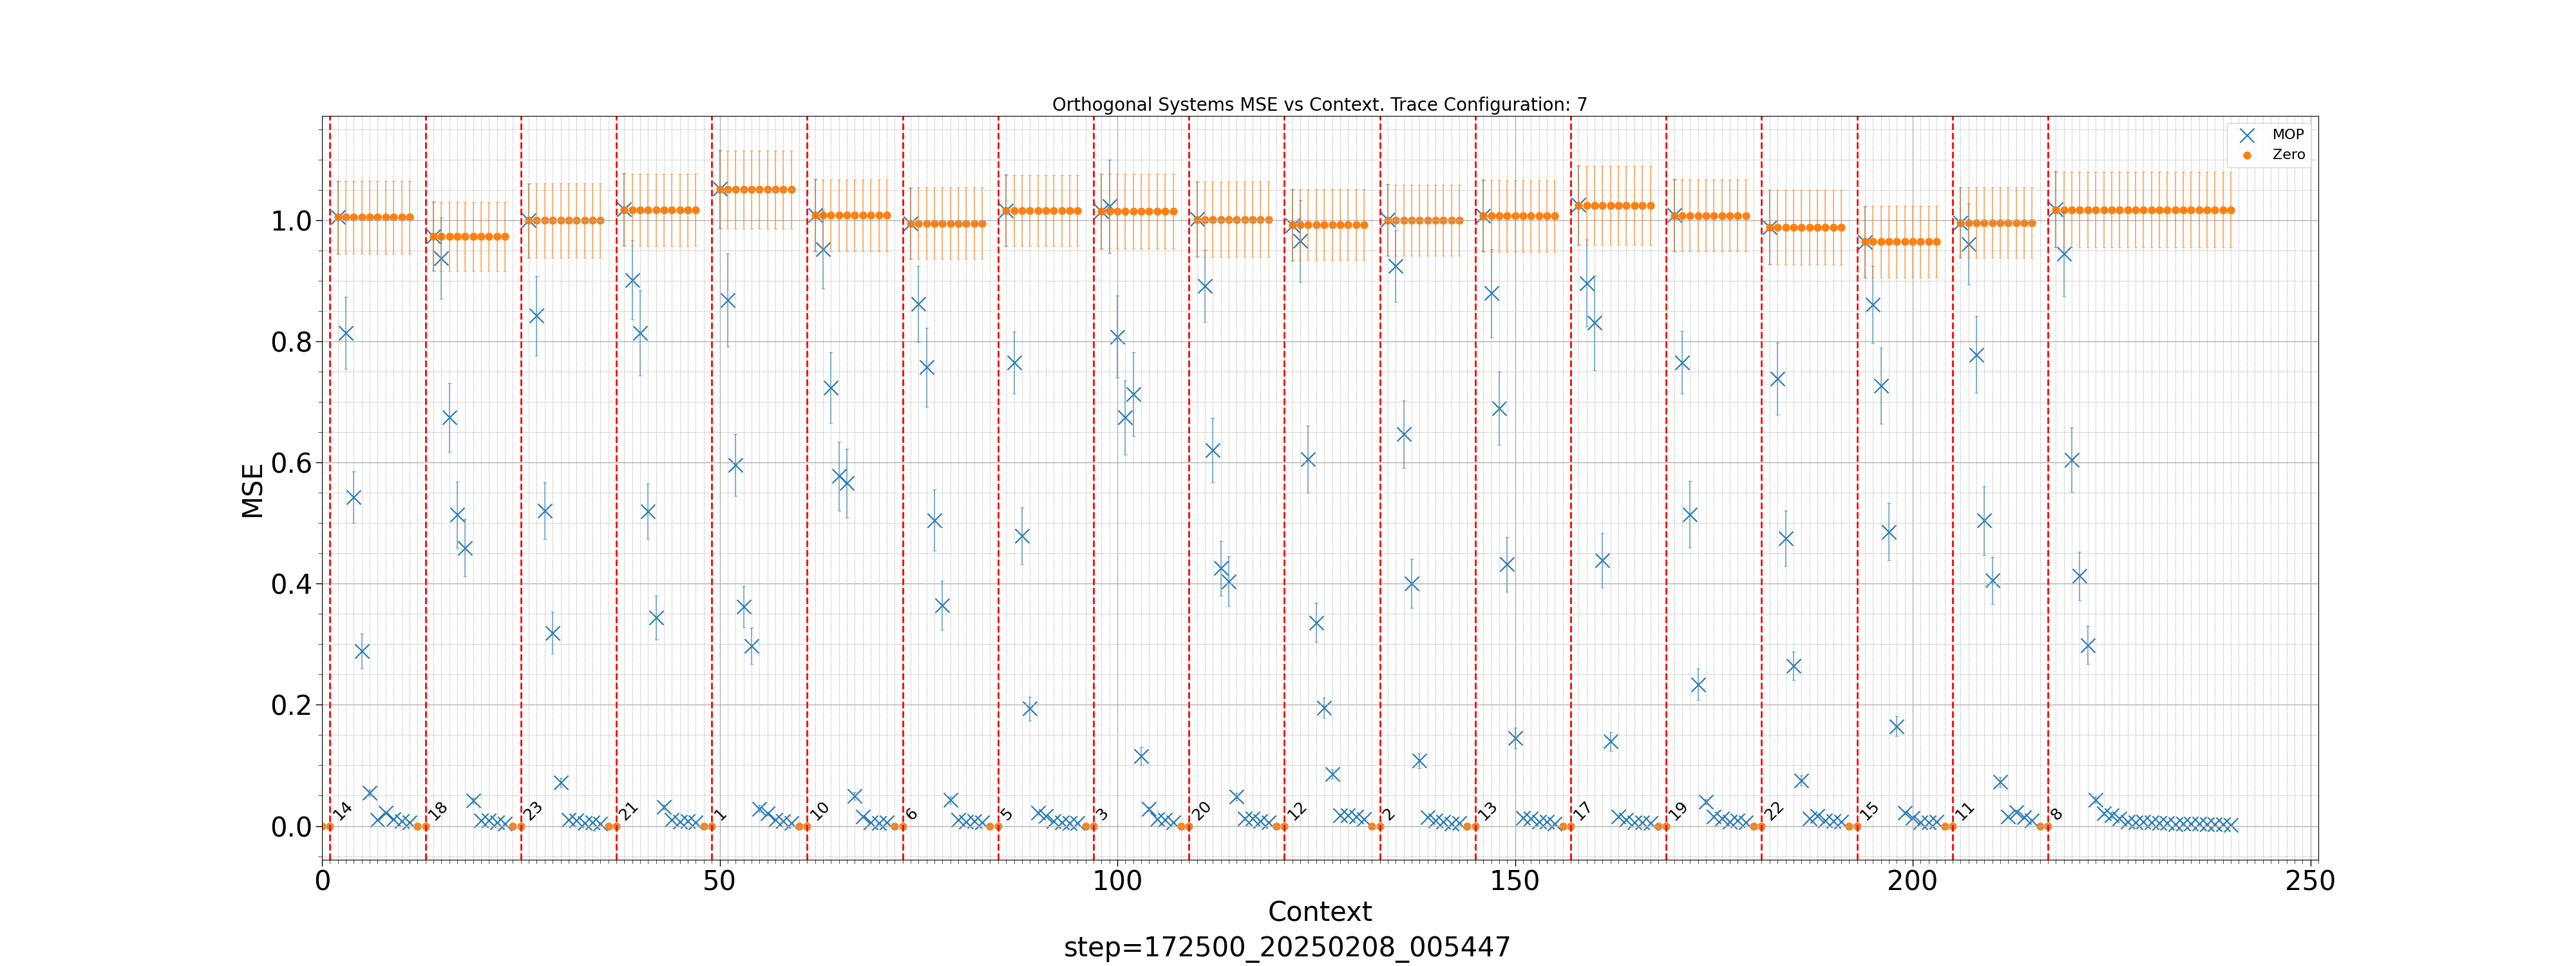 Orthogonal Systems MSE vs Context. Trace Configuration: 7
MOP
Zero
MSE
1.0
0.8
0.6
0.4
0.2
0.0
14 18 23 21 1 10 6 5 3 20 12 2 13 17 19 22 15 11 8
0 50 100 150 200 250
Context
step=172500_20250208_005447